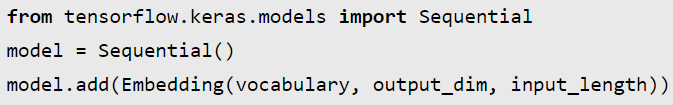 from tensorflow.keras.models import Sequential
model = Sequential()
model.add(Embedding(vocabulary, output_dim, input_length))